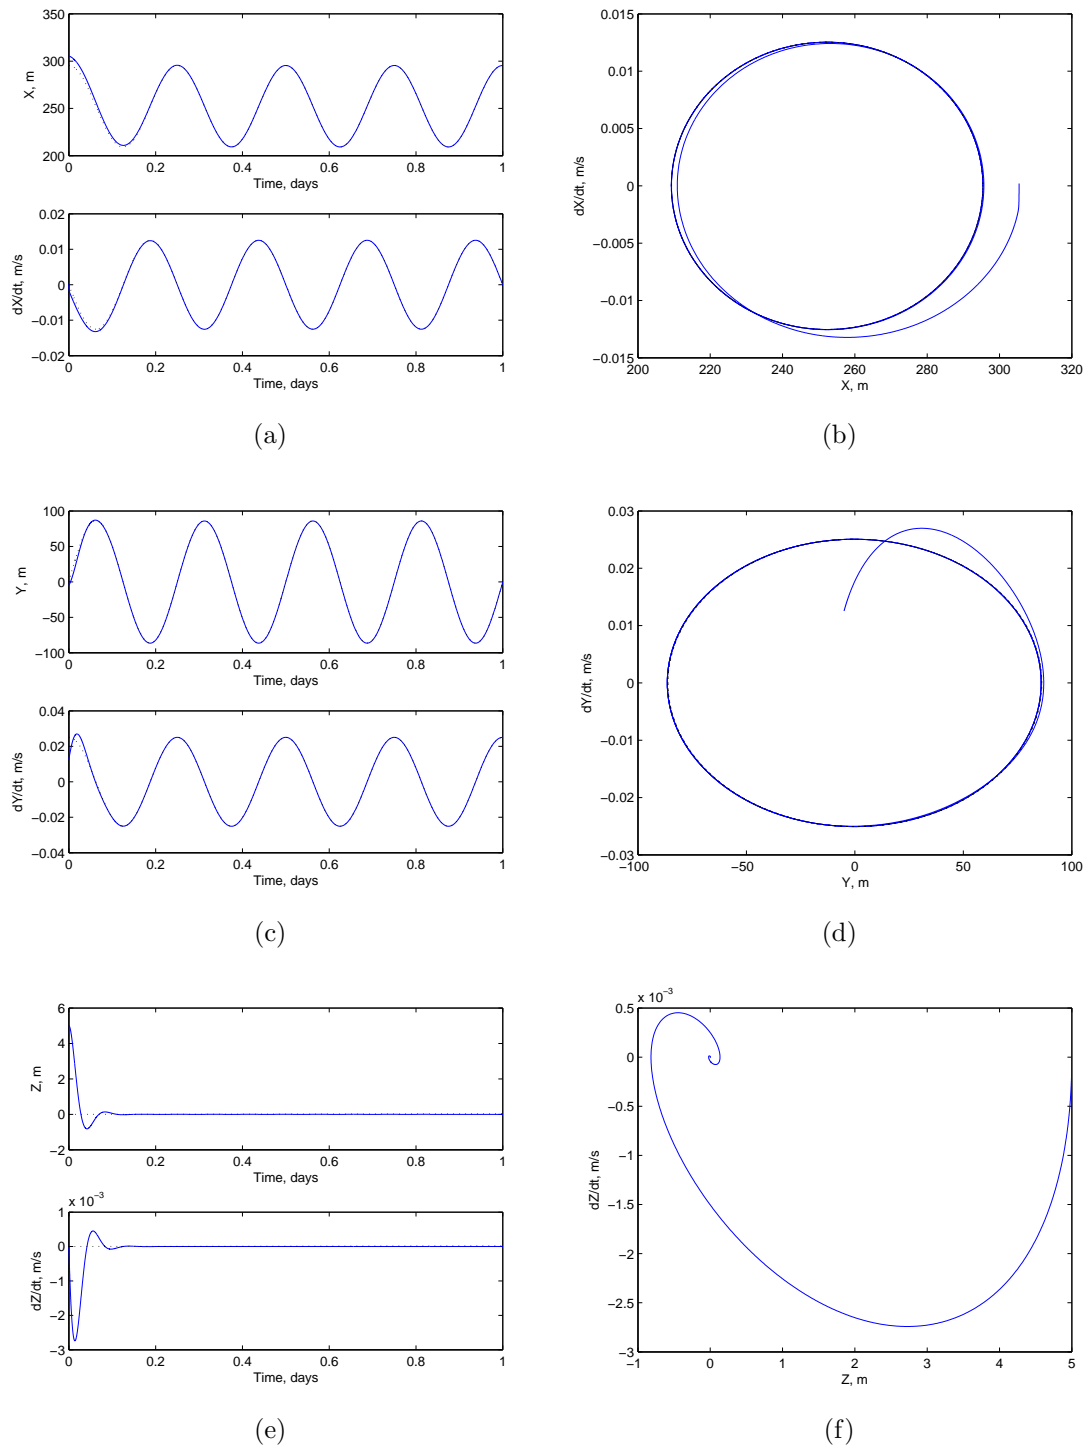 350
300
250
200
X, m
0 0.2 0.4 0.6 0.8 1
Time, days
0.02
0.01
0
−0.01
−0.02
dX/dt, m/s
0 0.2 0.4 0.6 0.8 1
Time, days
(a)
0.015
0.01
0.005
0
−0.005
−0.01
−0.015
dX/dt, m/s
200 220 240 260 280 300 320
X, m
(b)
100
50
0
−50
−100
Y, m
0 0.2 0.4 0.6 0.8 1
Time, days
0.04
0.02
0
−0.02
−0.04
dY/dt, m/s
0 0.2 0.4 0.6 0.8 1
Time, days
(c)
0.03
0.02
0.01
0
−0.01
−0.02
−0.03
dY/dt, m/s
−100 −50 0 50 100
Y, m
(d)
6
4
2
0
−2
Z, m
0 0.2 0.4 0.6 0.8 1
Time, days
x 10⁻³
1
0
−1
−2
−3
dZ/dt, m/s
0 0.2 0.4 0.6 0.8 1
Time, days
(e)
x 10⁻³
0.5
0
−0.5
−1
−1.5
−2
−2.5
−3
dZ/dt, m/s
−1 0 1 2 3 4 5
Z, m
(f)